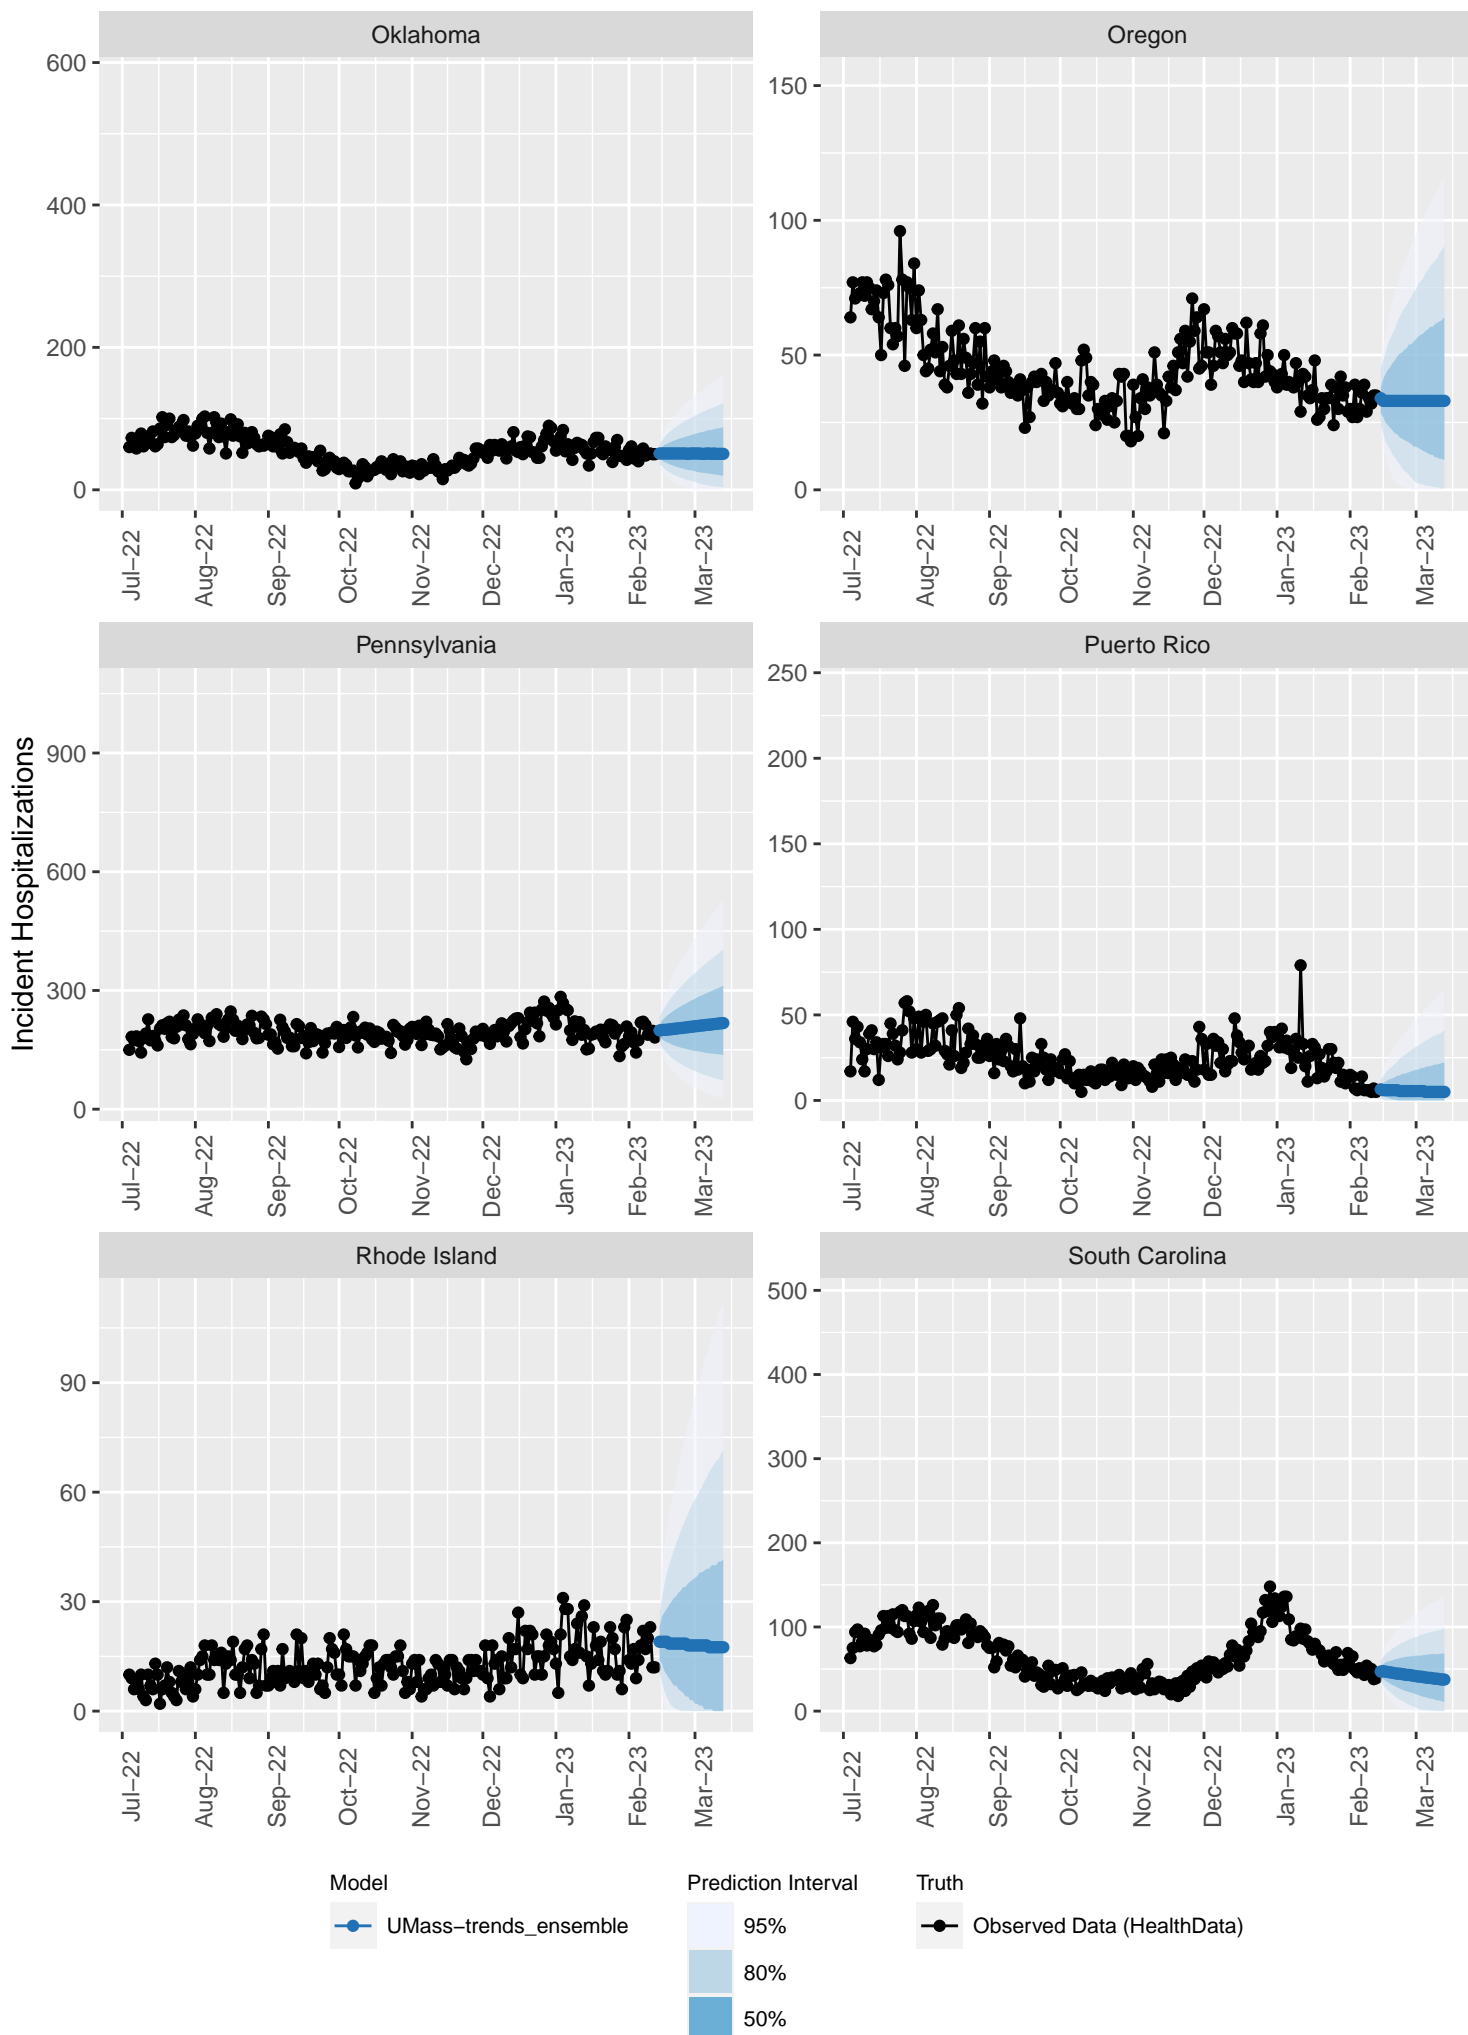 Oklahoma
600
400
200
0
Jul−22
Aug−22
Sep−22
Oct−22
Nov−22
Dec−22
Jan−23
Feb−23
Mar−23
Oregon
150
100
50
0
Jul−22
Aug−22
Sep−22
Oct−22
Nov−22
Dec−22
Jan−23
Feb−23
Mar−23
Incident Hospitalizations
Pennsylvania
900
600
300
0
Jul−22
Aug−22
Sep−22
Oct−22
Nov−22
Dec−22
Jan−23
Feb−23
Mar−23
Puerto Rico
250
200
150
100
50
0
Jul−22
Aug−22
Sep−22
Oct−22
Nov−22
Dec−22
Jan−23
Feb−23
Mar−23
Rhode Island
90
60
30
0
Jul−22
Aug−22
Sep−22
Oct−22
Nov−22
Dec−22
Jan−23
Feb−23
Mar−23
South Carolina
500
400
300
200
100
0
Jul−22
Aug−22
Sep−22
Oct−22
Nov−22
Dec−22
Jan−23
Feb−23
Mar−23
Model
UMass−trends_ensemble
Prediction Interval
95%
80%
50%
Truth
Observed Data (HealthData)